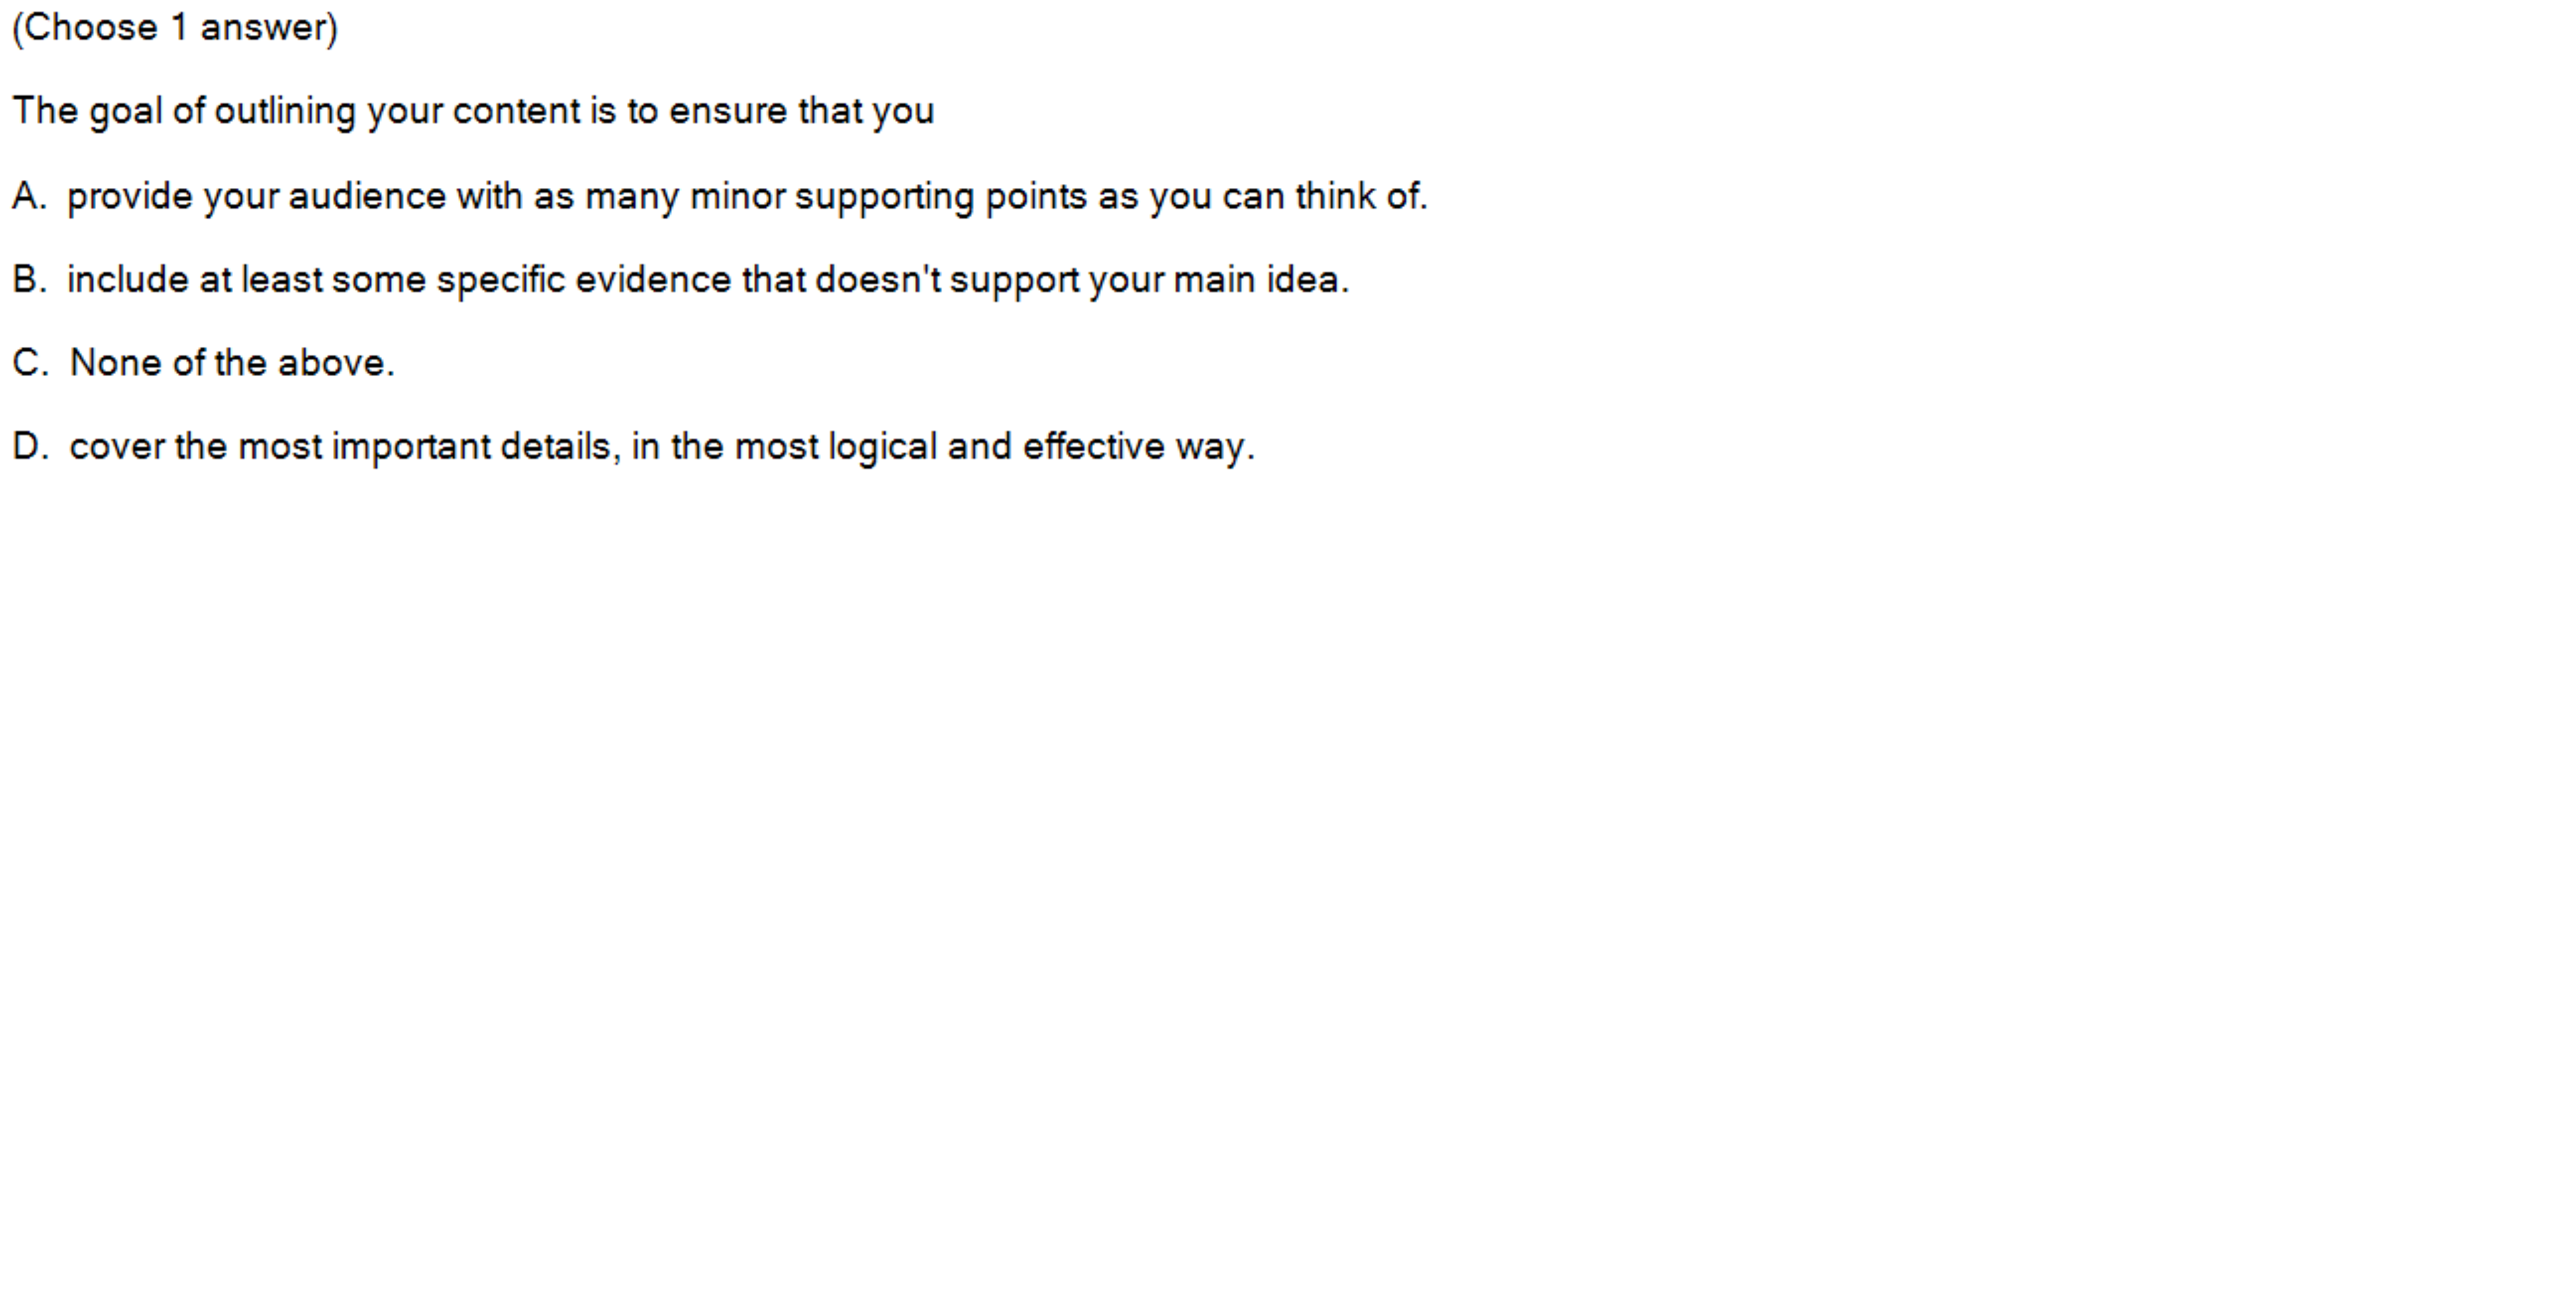 (Choose 1 answer)
The goal of outlining your content is to ensure that you
A. provide your audience with as many minor supporting points as you can think of.
B. include at least some specific evidence that doesn't support your main idea.
C. None of the above.
D. cover the most important details, in the most logical and effective way.